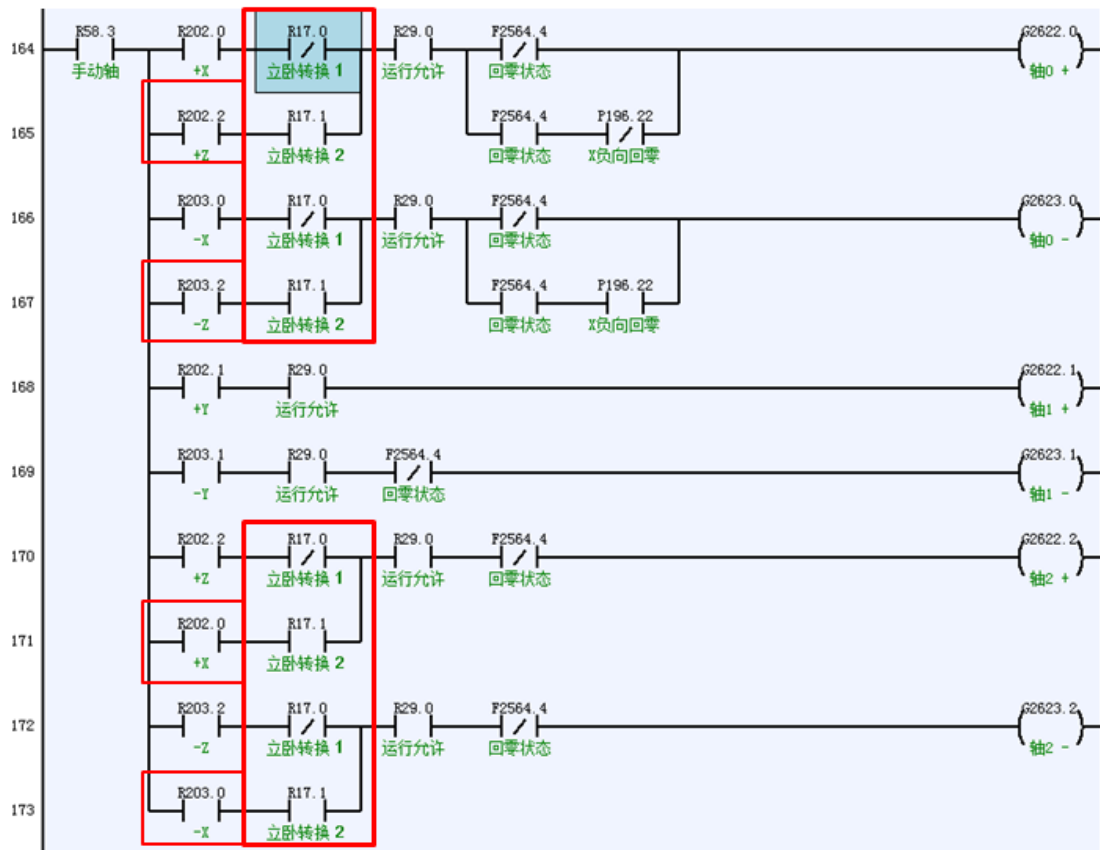 R58.3 R202.0 R17.0 R29.0 F2564.4 G2622.0
164
手动轴 +X 立卧转换 1 运行允许 回零状态 轴0 +
R202.2 R17.1 F2564.4 P196.22
165
+Z 立卧转换 2 回零状态 X负向回零
R203.0 R17.0 R29.0 F2564.4 G2623.0
166
-X 立卧转换 1 运行允许 回零状态 轴0 -
R203.2 R17.1 F2564.4 P196.22
167
-Z 立卧转换 2 回零状态 X负向回零
R202.1 R29.0 G2622.1
168
+Y 运行允许 轴1 +
R203.1 R29.0 F2564.4 G2623.1
169
-Y 运行允许 回零状态 轴1 -
R202.2 R17.0 R29.0 F2564.4 G2622.2
170
+Z 立卧转换 1 运行允许 回零状态 轴2 +
R202.0 R17.1
171
+X 立卧转换 2
R203.2 R17.0 R29.0 F2564.4 G2623.2
172
-Z 立卧转换 1 运行允许 回零状态 轴2 -
R203.0 R17.1
173
-X 立卧转换 2